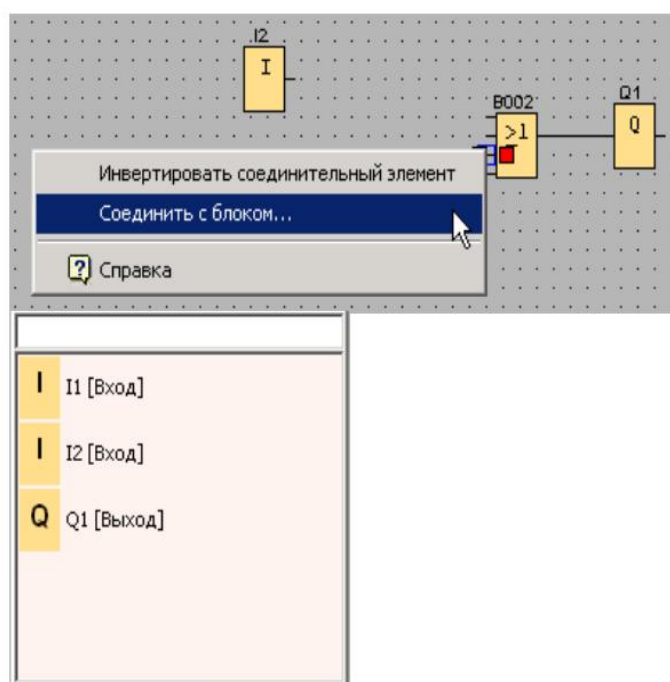 I2
I
B002
Q1
>1
Q
Инвертировать соединительный элемент
Соединить с блоком...
? Справка
I I1 [Вход]
I I2 [Вход]
Q Q1 [Выход]